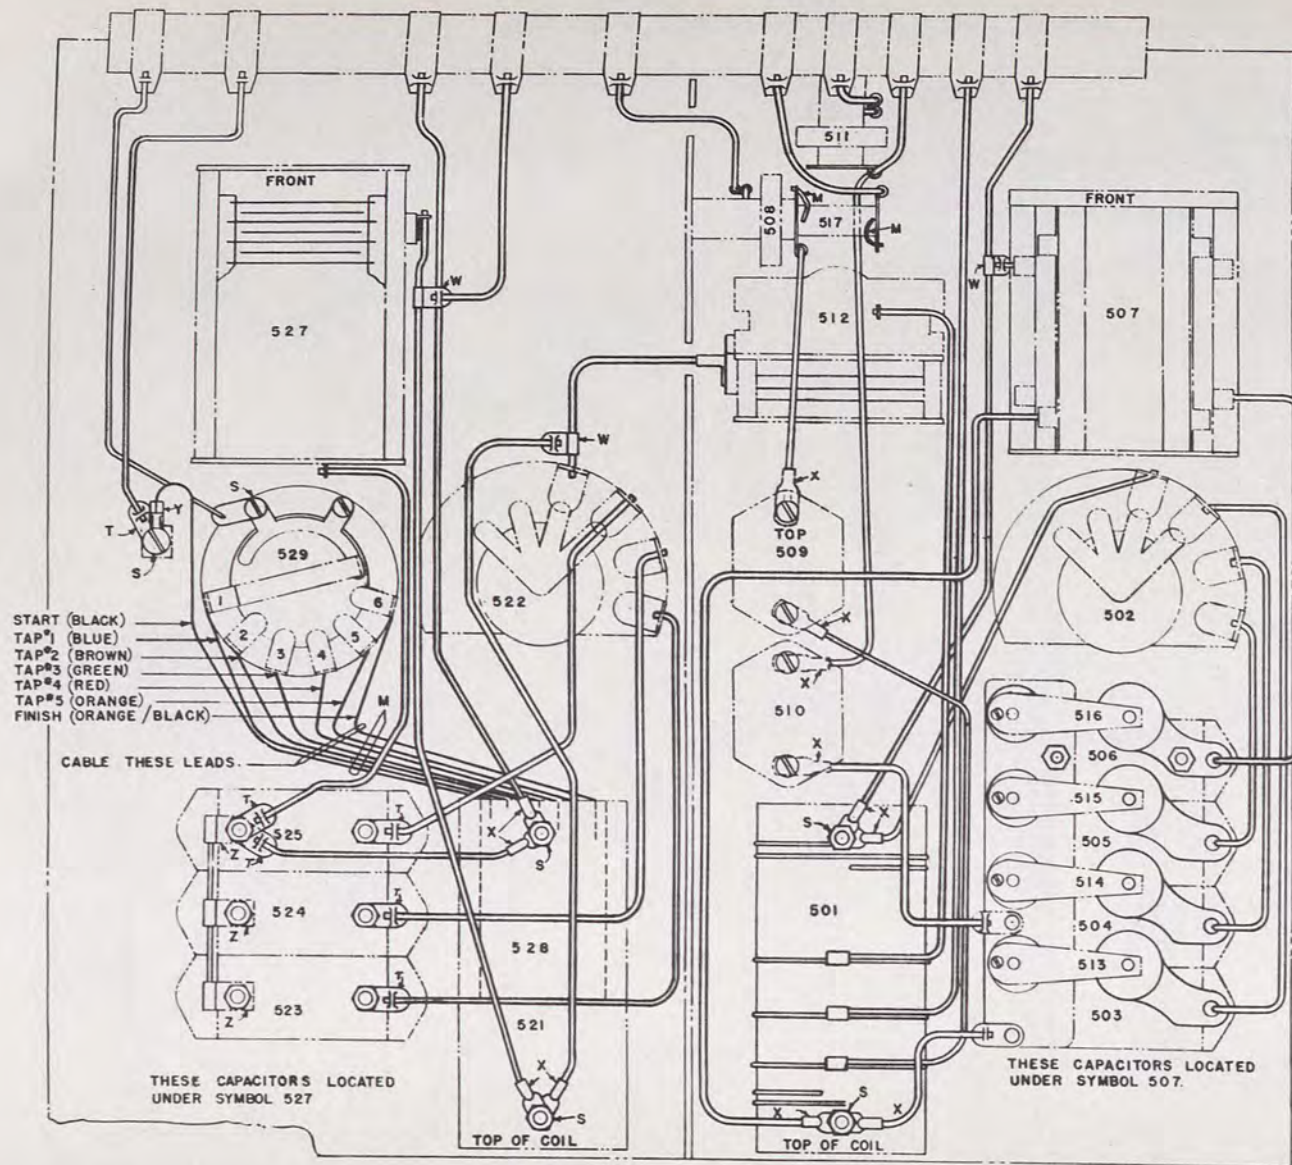 511
FRONT
FRONT
M
508
517
M
W
W
527
512
507
W
X
S
Y
TOP
T
529
509
S
1
6
522
502
START (BLACK)
X
2
5
TAP#1 (BLUE)
3
4
TAP#2 (BROWN)
X
TAP#3 (GREEN)
TAP#4 (RED)
510
TAP#5 (ORANGE)
M
516
FINISH (ORANGE/BLACK)
X
506
CABLE THESE LEADS.
T
T
515
X
X
525
X
S
505
Z
T
S
X
514
T
501
524
504
Z
528
T
513
523
521
503
Z
THESE CAPACITORS LOCATED
UNDER SYMBOL 507.
THESE CAPACITORS LOCATED
UNDER SYMBOL 527
X
S
S
X
X
TOP OF COIL
TOP OF COIL